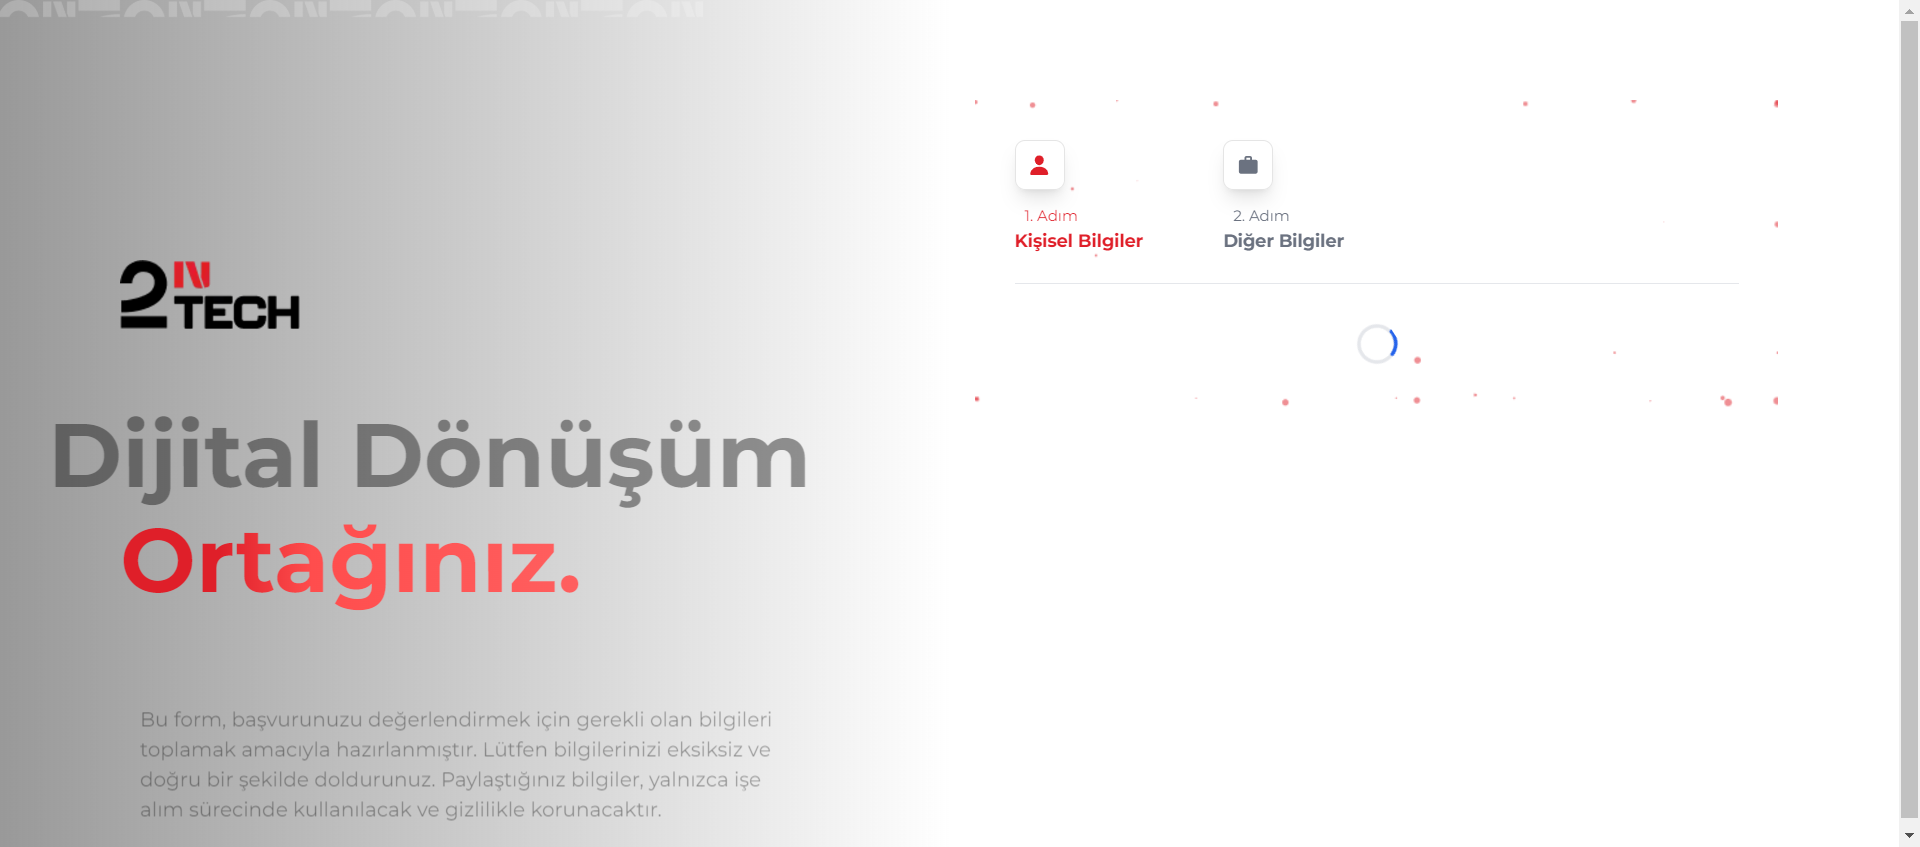 2IN
TECH
Dijital Dönüşüm
Ortağınız.
Bu form, başvurunuzu değerlendirmek için gerekli olan bilgileri
toplamak amacıyla hazırlanmıştır. Lütfen bilgilerinizi eksiksiz ve
doğru bir şekilde doldurunuz. Paylaştığınız bilgiler, yalnızca işe
alım sürecinde kullanılacak ve gizlilikle korunacaktır.
1. Adım
Kişisel Bilgiler
2. Adım
Diğer Bilgiler